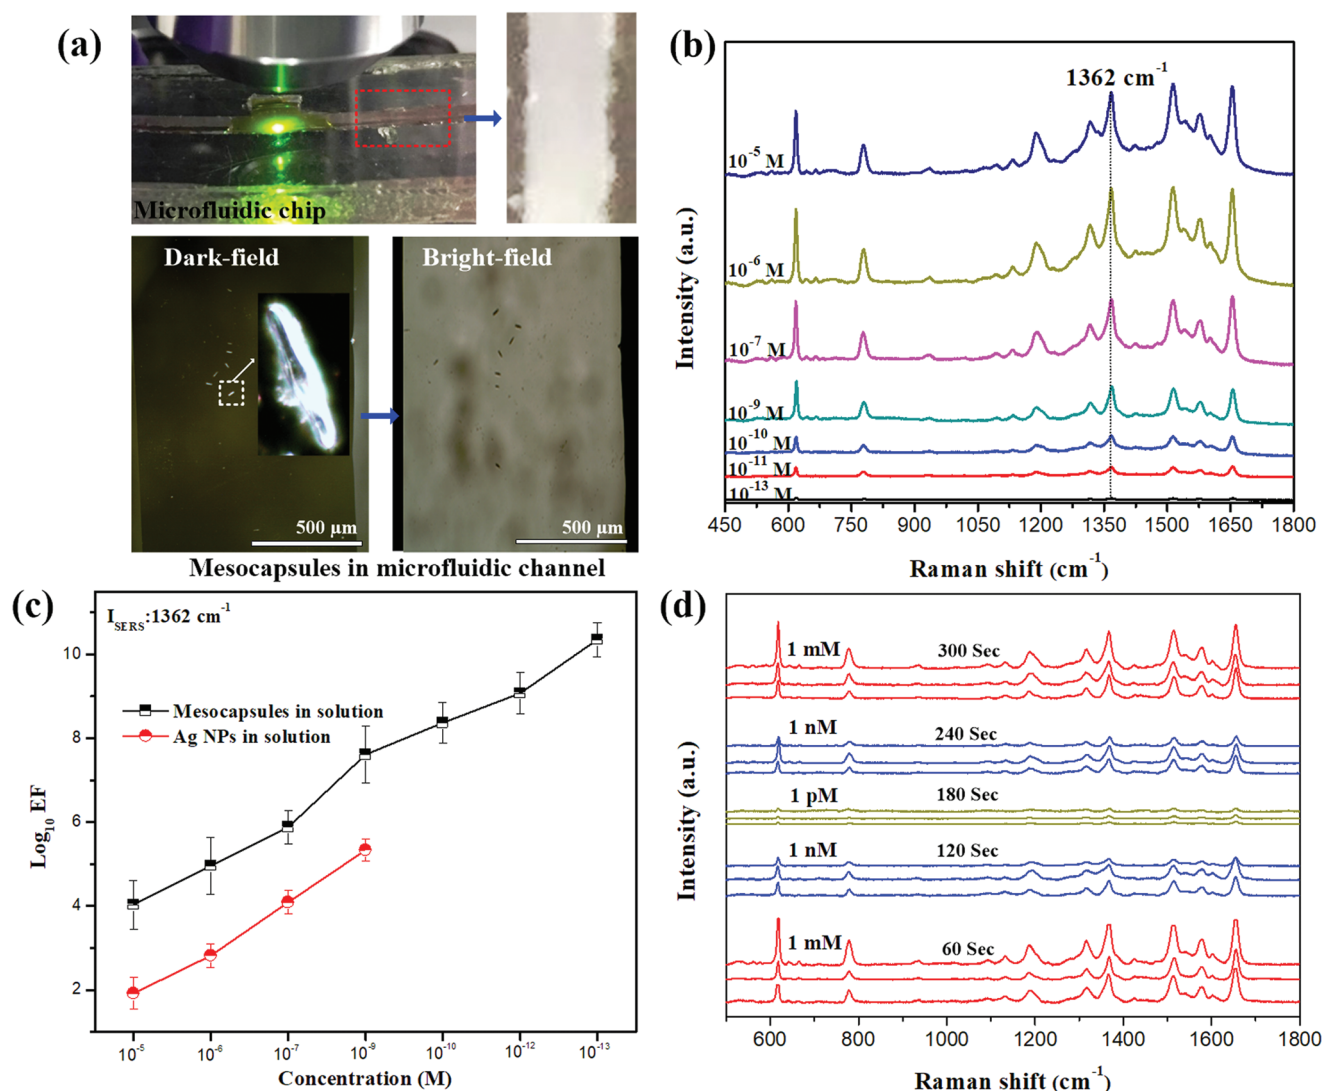 (a)
Microfluidic chip
Dark-field
Bright-field
500 µm
500 µm
Mesocapsules in microfluidic channel
(b)
1362 cm⁻¹
10⁻⁵ M
10⁻⁶ M
10⁻⁷ M
10⁻⁹ M
10⁻¹⁰ M
10⁻¹¹ M
10⁻¹³ M
Intensity (a.u.)
450 600 750 900 1050 1200 1350 1500 1650 1800
Raman shift (cm⁻¹)
(c)
I_SERS:1362 cm⁻¹
Mesocapsules in solution
Ag NPs in solution
Log₁₀ EF
10
8
6
4
2
10⁻⁵ 10⁻⁶ 10⁻⁷ 10⁻⁹ 10⁻¹⁰ 10⁻¹² 10⁻¹³
Concentration (M)
(d)
1 mM 300 Sec
1 nM 240 Sec
1 pM 180 Sec
1 nM 120 Sec
1 mM 60 Sec
Intensity (a.u.)
600 800 1000 1200 1400 1600 1800
Raman shift (cm⁻¹)